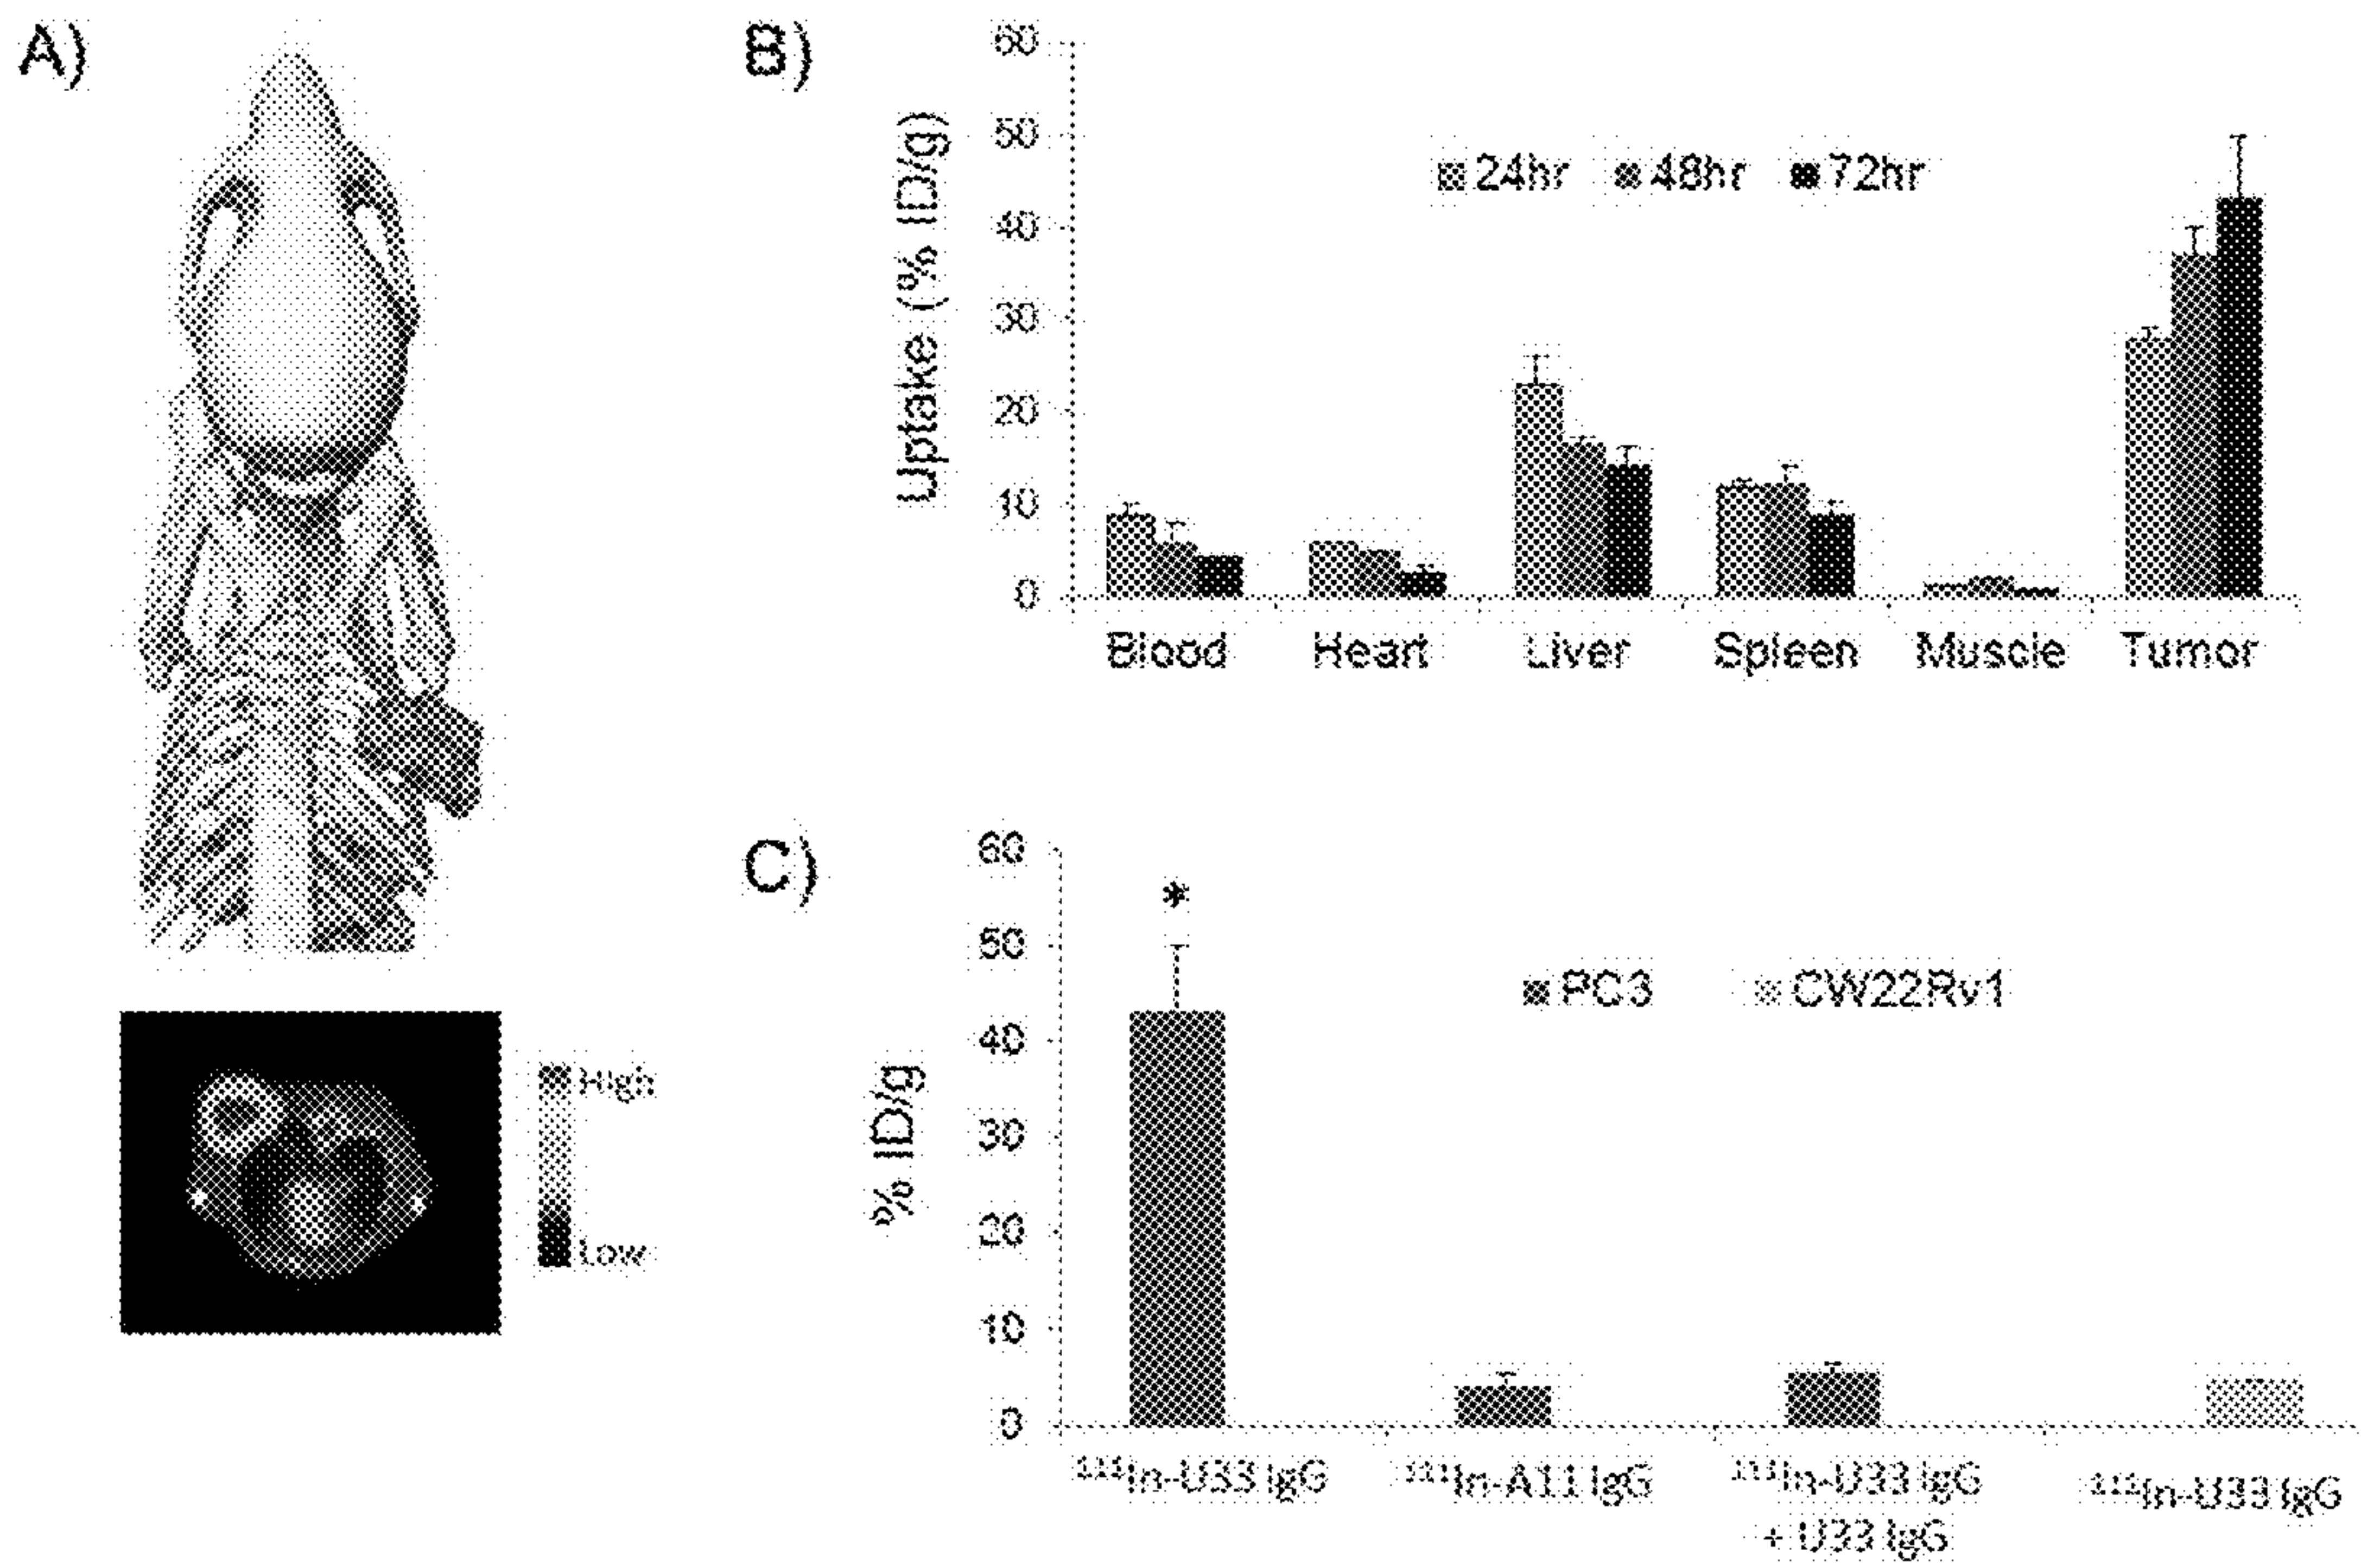 A)
High
Low
B)
60
50
40
30
20
10
0
Uptake (% ID/g)
24hr 48hr 72hr
Blood Heart Liver Spleen Muscle Tumor
C)
60
50
40
30
20
10
0
% ID/g
*
PC3 CW22Rv1
¹¹¹In-U33 IgG ¹¹¹In-A11 IgG ¹¹¹In-U33 IgG ¹¹¹In-U33 IgG
+ U33 IgG